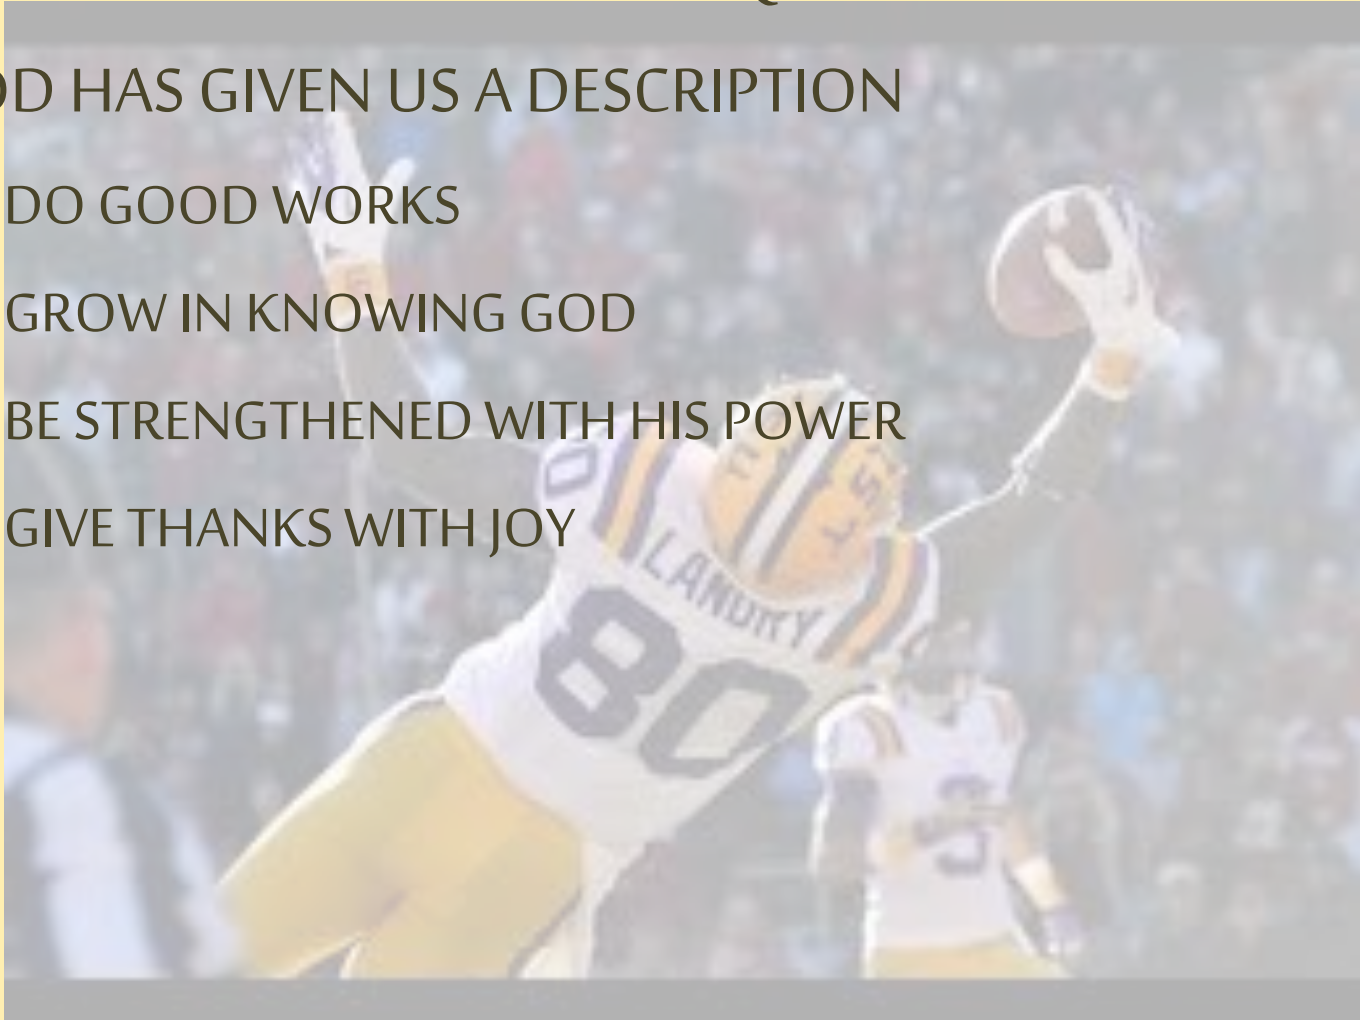 OD HAS GIVEN US A DESCRIPTION
DO GOOD WORKS
GROW IN KNOWING GOD
BE STRENGTHENED WITH HIS POWER
GIVE THANKS WITH JOY
LANDRY
80